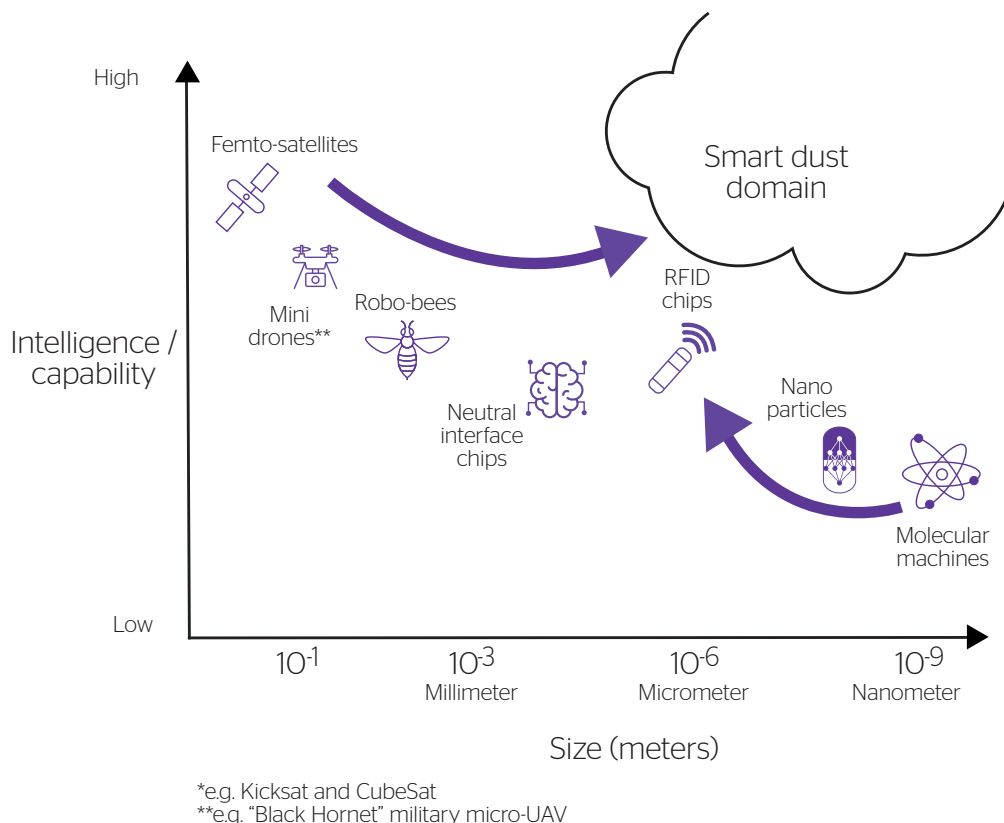 High
Femto-satellites
Smart dust
domain
RFID
chips
Robo-bees
Mini
drones**
Intelligence /
capability
Nano
particles
Neutral
interface
chips
Molecular
machines
Low
10-1
10-3
10-6
10-9
Millimeter
Micrometer
Nanometer
Size (meters)
*e.g. Kicksat and CubeSat
**e.g. “Black Hornet” military micro-UAV